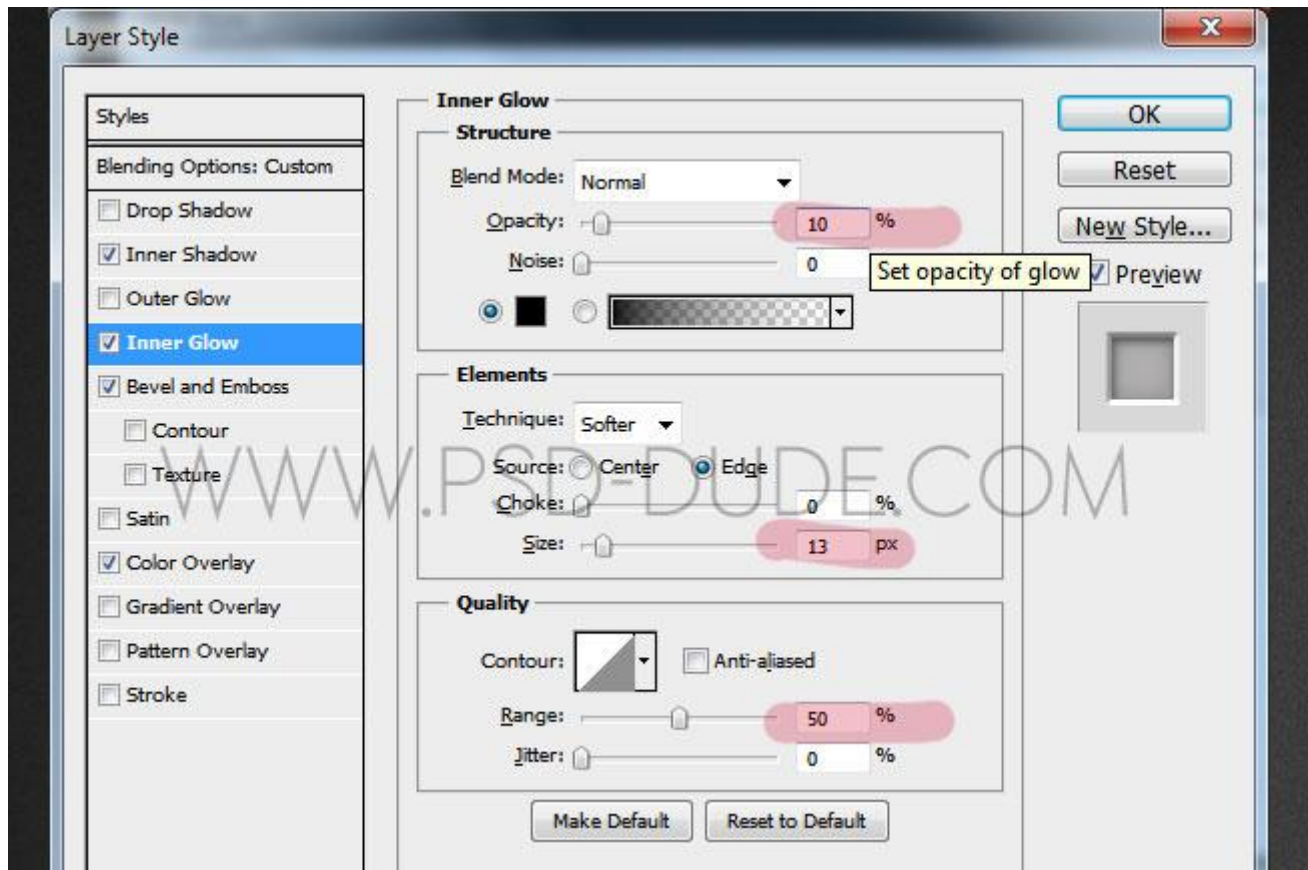 Layer Style
X
Styles
Blending Options: Custom
Drop Shadow
Inner Shadow
Outer Glow
Inner Glow
Bevel and Emboss
Contour
Texture
Satin
Color Overlay
Gradient Overlay
Pattern Overlay
Stroke
Inner Glow
Structure
Blend Mode: Normal
Opacity: 10 %
Noise: 0
Set opacity of glow
Elements
Technique: Softer
Source: Center Edge
Choke: 0 %
Size: 13 px
Quality
Contour: Anti-aliased
Range: 50 %
Jitter: 0 %
Make Default Reset to Default
OK
Reset
New Style...
Preview
WWW.PSD-DUDE.COM